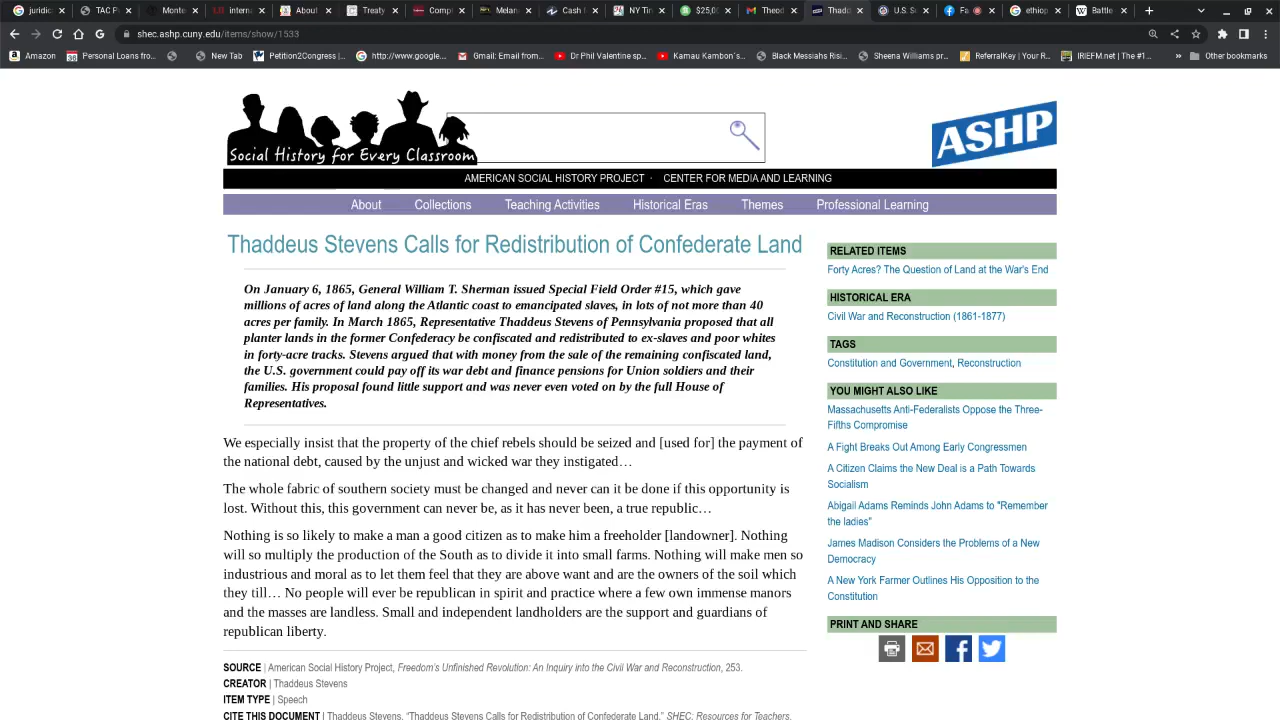 juridic
TAC P
Monte
intern
About
Treaty
Comp
Melan
Cash I
NY Tin
$25,00
Theod
Thadd
U.S. S
Fa
ethiop
Battle
shec.ashp.cuny.edu/items/show/1533
Amazon
Personal Loans fro...
New Tab
Petition2Congress |...
http://www.google...
Gmail: Email from...
Dr Phil Valentine sp...
Kamau Kambon`s...
Black Messiahs Risi...
Sheena Williams pr...
ReferralKey | Your R...
IRIEFM.net | The #1...
Other bookmarks
Social History for Every Classroom
ASHP
AMERICAN SOCIAL HISTORY PROJECT · CENTER FOR MEDIA AND LEARNING
About Collections Teaching Activities Historical Eras Themes Professional Learning
Thaddeus Stevens Calls for Redistribution of Confederate Land
On January 6, 1865, General William T. Sherman issued Special Field Order #15, which gave
millions of acres of land along the Atlantic coast to emancipated slaves, in lots of not more than 40
acres per family. In March 1865, Representative Thaddeus Stevens of Pennsylvania proposed that all
planter lands in the former Confederacy be confiscated and redistributed to ex-slaves and poor whites
in forty-acre tracks. Stevens argued that with money from the sale of the remaining confiscated land,
the U.S. government could pay off its war debt and finance pensions for Union soldiers and their
families. His proposal found little support and was never even voted on by the full House of
Representatives.
We especially insist that the property of the chief rebels should be seized and [used for] the payment of
the national debt, caused by the unjust and wicked war they instigated…
The whole fabric of southern society must be changed and never can it be done if this opportunity is
lost. Without this, this government can never be, as it has never been, a true republic…
Nothing is so likely to make a man a good citizen as to make him a freeholder [landowner]. Nothing
will so multiply the production of the South as to divide it into small farms. Nothing will make men so
industrious and moral as to let them feel that they are above want and are the owners of the soil which
they till… No people will ever be republican in spirit and practice where a few own immense manors
and the masses are landless. Small and independent landholders are the support and guardians of
republican liberty.
SOURCE | American Social History Project, Freedom's Unfinished Revolution: An Inquiry into the Civil War and Reconstruction, 253.
CREATOR | Thaddeus Stevens
ITEM TYPE | Speech
CITE THIS DOCUMENT | Thaddeus Stevens, “Thaddeus Stevens Calls for Redistribution of Confederate Land,” SHEC: Resources for Teachers,
RELATED ITEMS
Forty Acres? The Question of Land at the War's End
HISTORICAL ERA
Civil War and Reconstruction (1861-1877)
TAGS
Constitution and Government, Reconstruction
YOU MIGHT ALSO LIKE
Massachusetts Anti-Federalists Oppose the Three-
Fifths Compromise
A Fight Breaks Out Among Early Congressmen
A Citizen Claims the New Deal is a Path Towards
Socialism
Abigail Adams Reminds John Adams to "Remember
the ladies"
James Madison Considers the Problems of a New
Democracy
A New York Farmer Outlines His Opposition to the
Constitution
PRINT AND SHARE